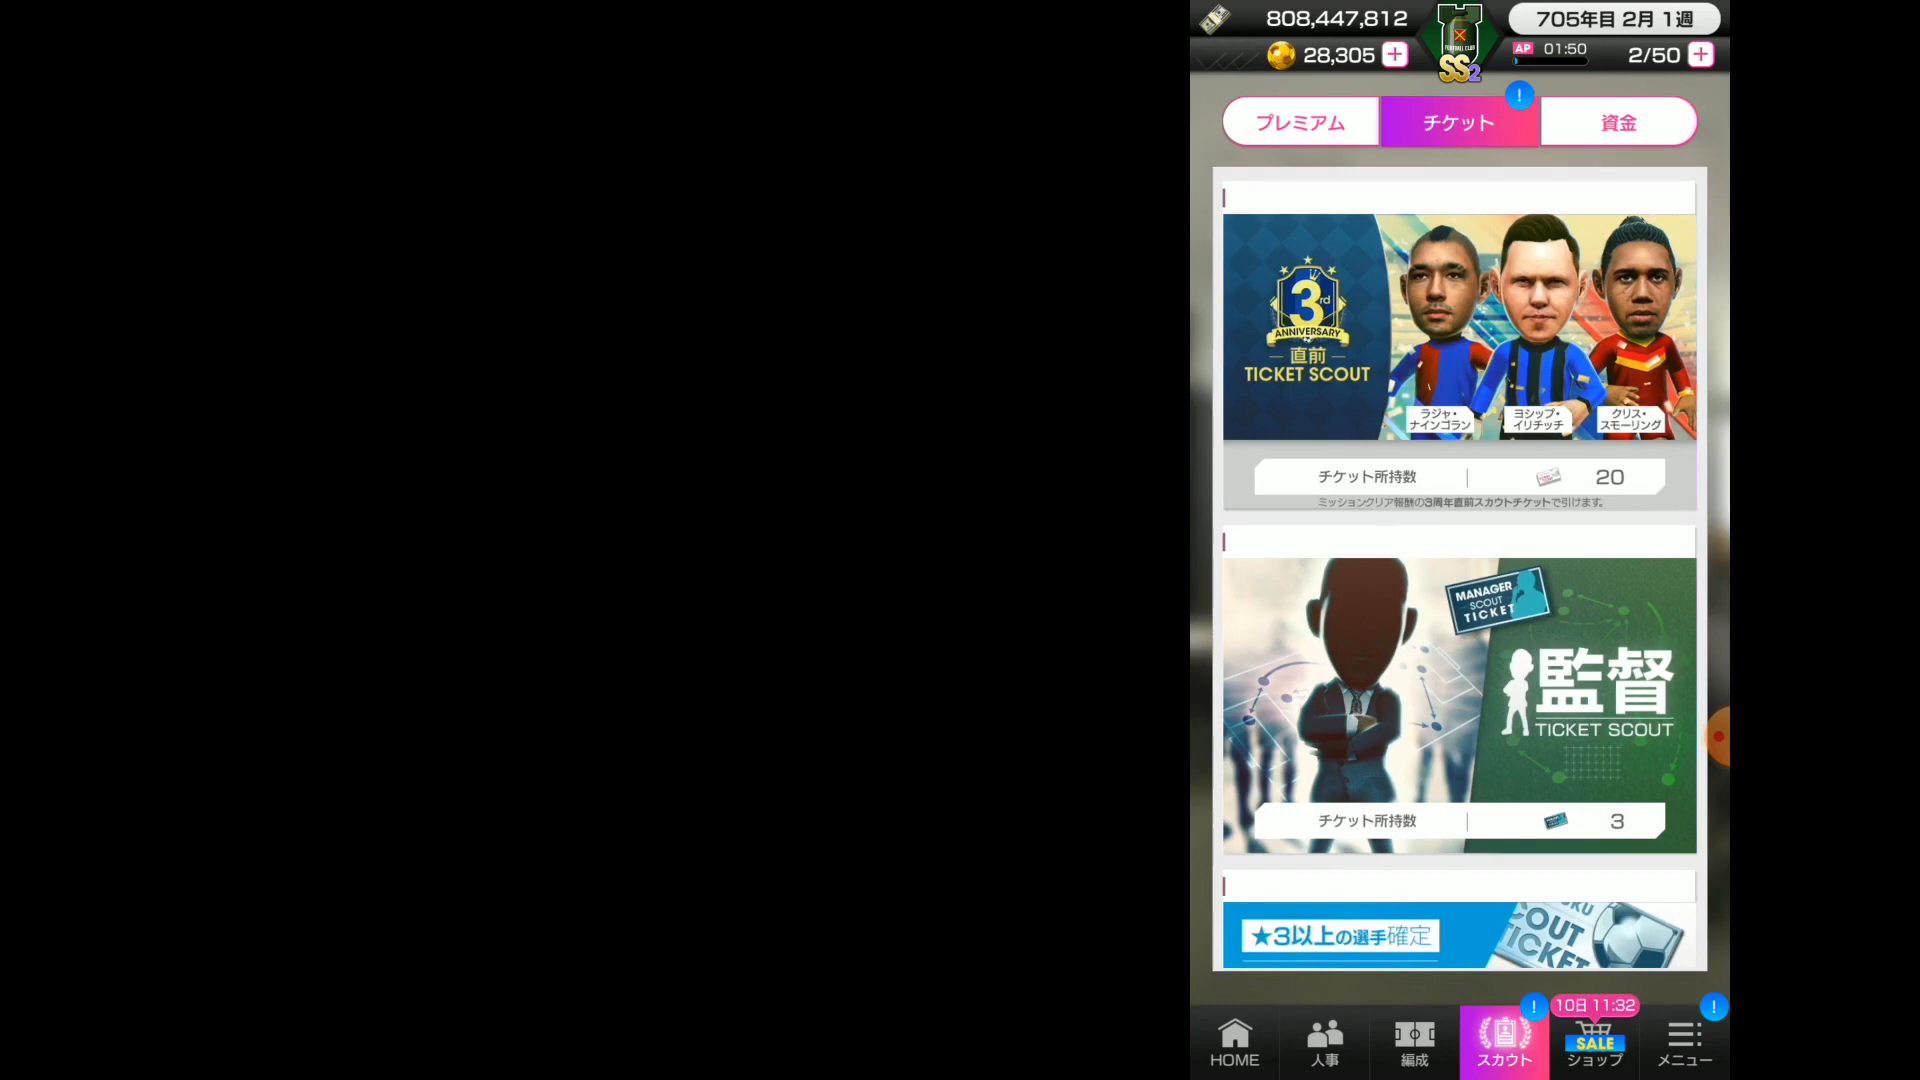 808,447,812
705年目 2月 1週
28,305
AP 01:50
2/50
FOOTBALL CLUB
SS2
プレミアム
チケット
資金
3rd
ANNIVERSARY
直前
TICKET SCOUT
ラジャ・
ナインゴラン
ヨシップ・
イリチッチ
クリス・
スモーリング
チケット所持数 20
ミッションクリア報酬の3周年直前スカウトチケットで引けます。
MANAGER
SCOUT
TICKET
監督
TICKET SCOUT
チケット所持数 3
★3以上の選手確定
SCOUT
TICKET
10日 11:32
HOME
人事
編成
スカウト
SALE
ショップ
メニュー